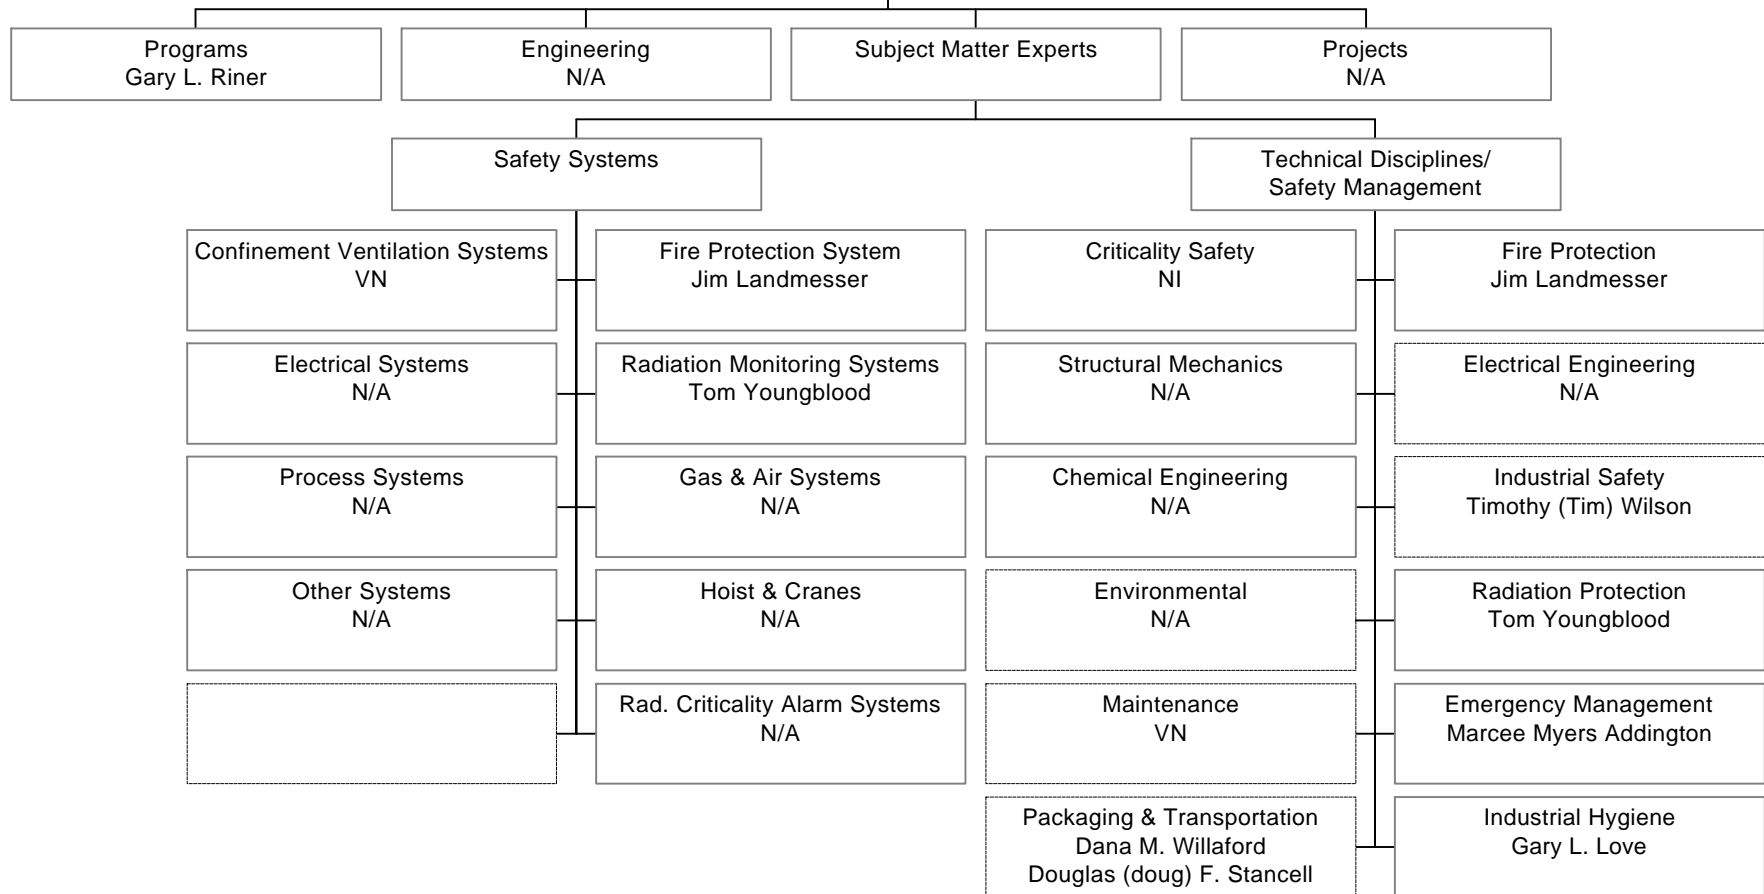 Programs
Gary L. Riner
Engineering
N/A
Subject Matter Experts
Projects
N/A
Safety Systems
Technical Disciplines/
Safety Management
Confinement Ventilation Systems
VN
Fire Protection System
Jim Landmesser
Criticality Safety
NI
Fire Protection
Jim Landmesser
Electrical Systems
N/A
Radiation Monitoring Systems
Tom Youngblood
Structural Mechanics
N/A
Electrical Engineering
N/A
Process Systems
N/A
Gas & Air Systems
N/A
Chemical Engineering
N/A
Industrial Safety
Timothy (Tim) Wilson
Other Systems
N/A
Hoist & Cranes
N/A
Environmental
N/A
Radiation Protection
Tom Youngblood
Rad. Criticality Alarm Systems
N/A
Maintenance
VN
Emergency Management
Marcee Myers Addington
Packaging & Transportation
Dana M. Willaford
Douglas (doug) F. Stancell
Industrial Hygiene
Gary L. Love